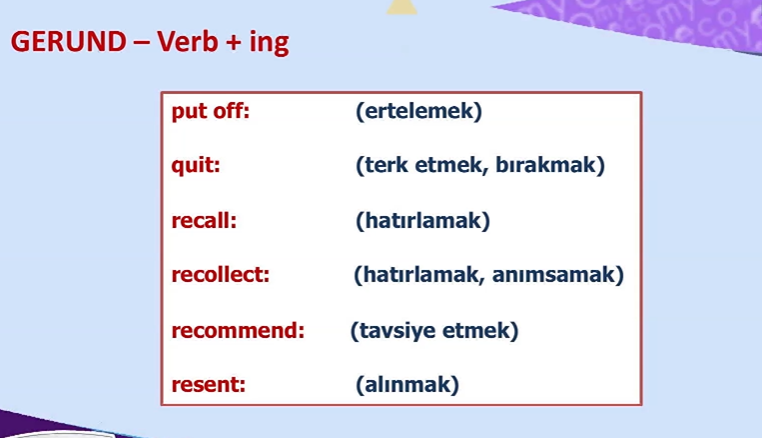 GERUND – Verb + ing
put off: (ertelemek)
quit: (terk etmek, bırakmak)
recall: (hatırlamak)
recollect: (hatırlamak, anımsamak)
recommend: (tavsiye etmek)
resent: (alınmak)